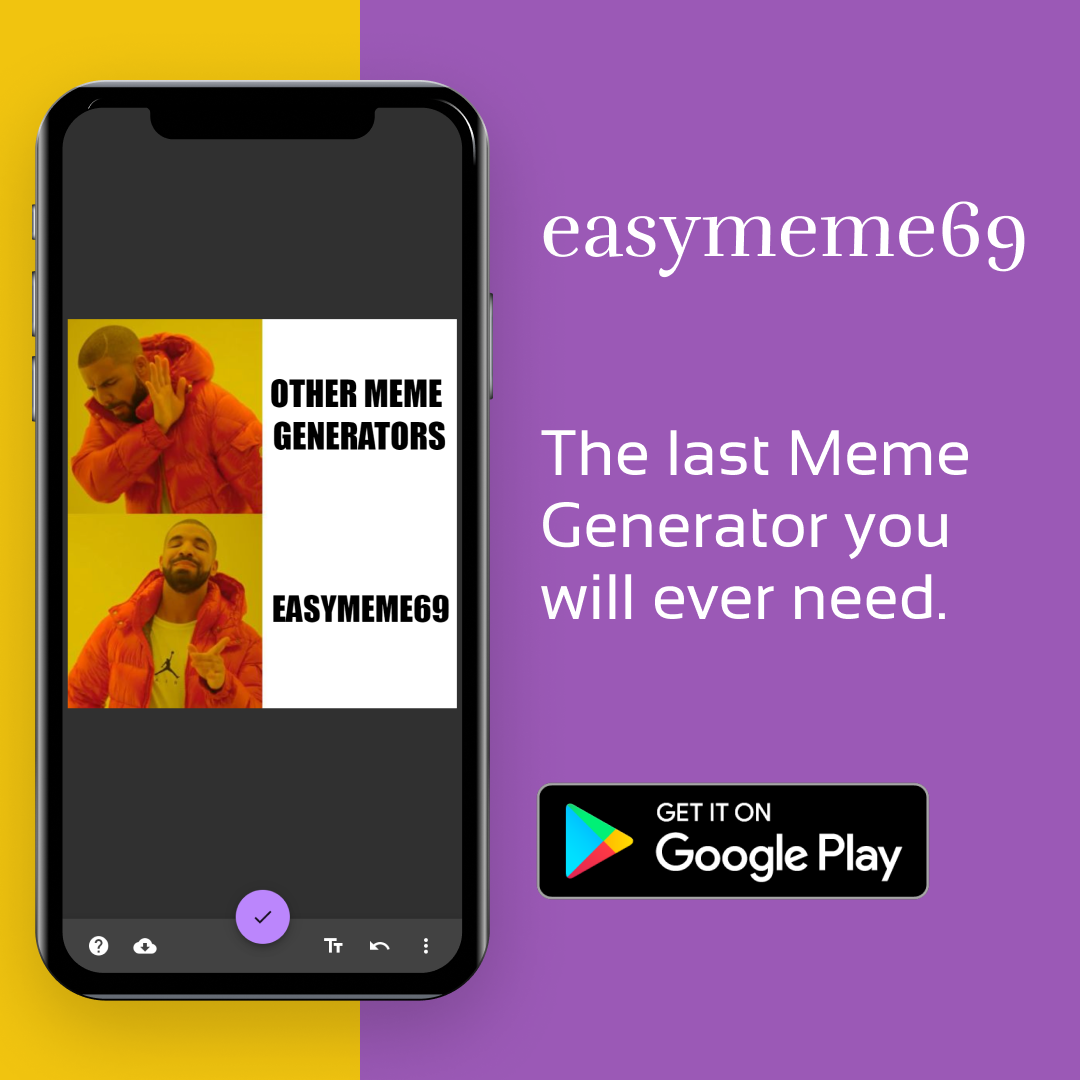 easymeme69
OTHER MEME
GENERATORS
EASYMEME69
The last Meme
Generator you
will ever need.
GET IT ON
Google Play